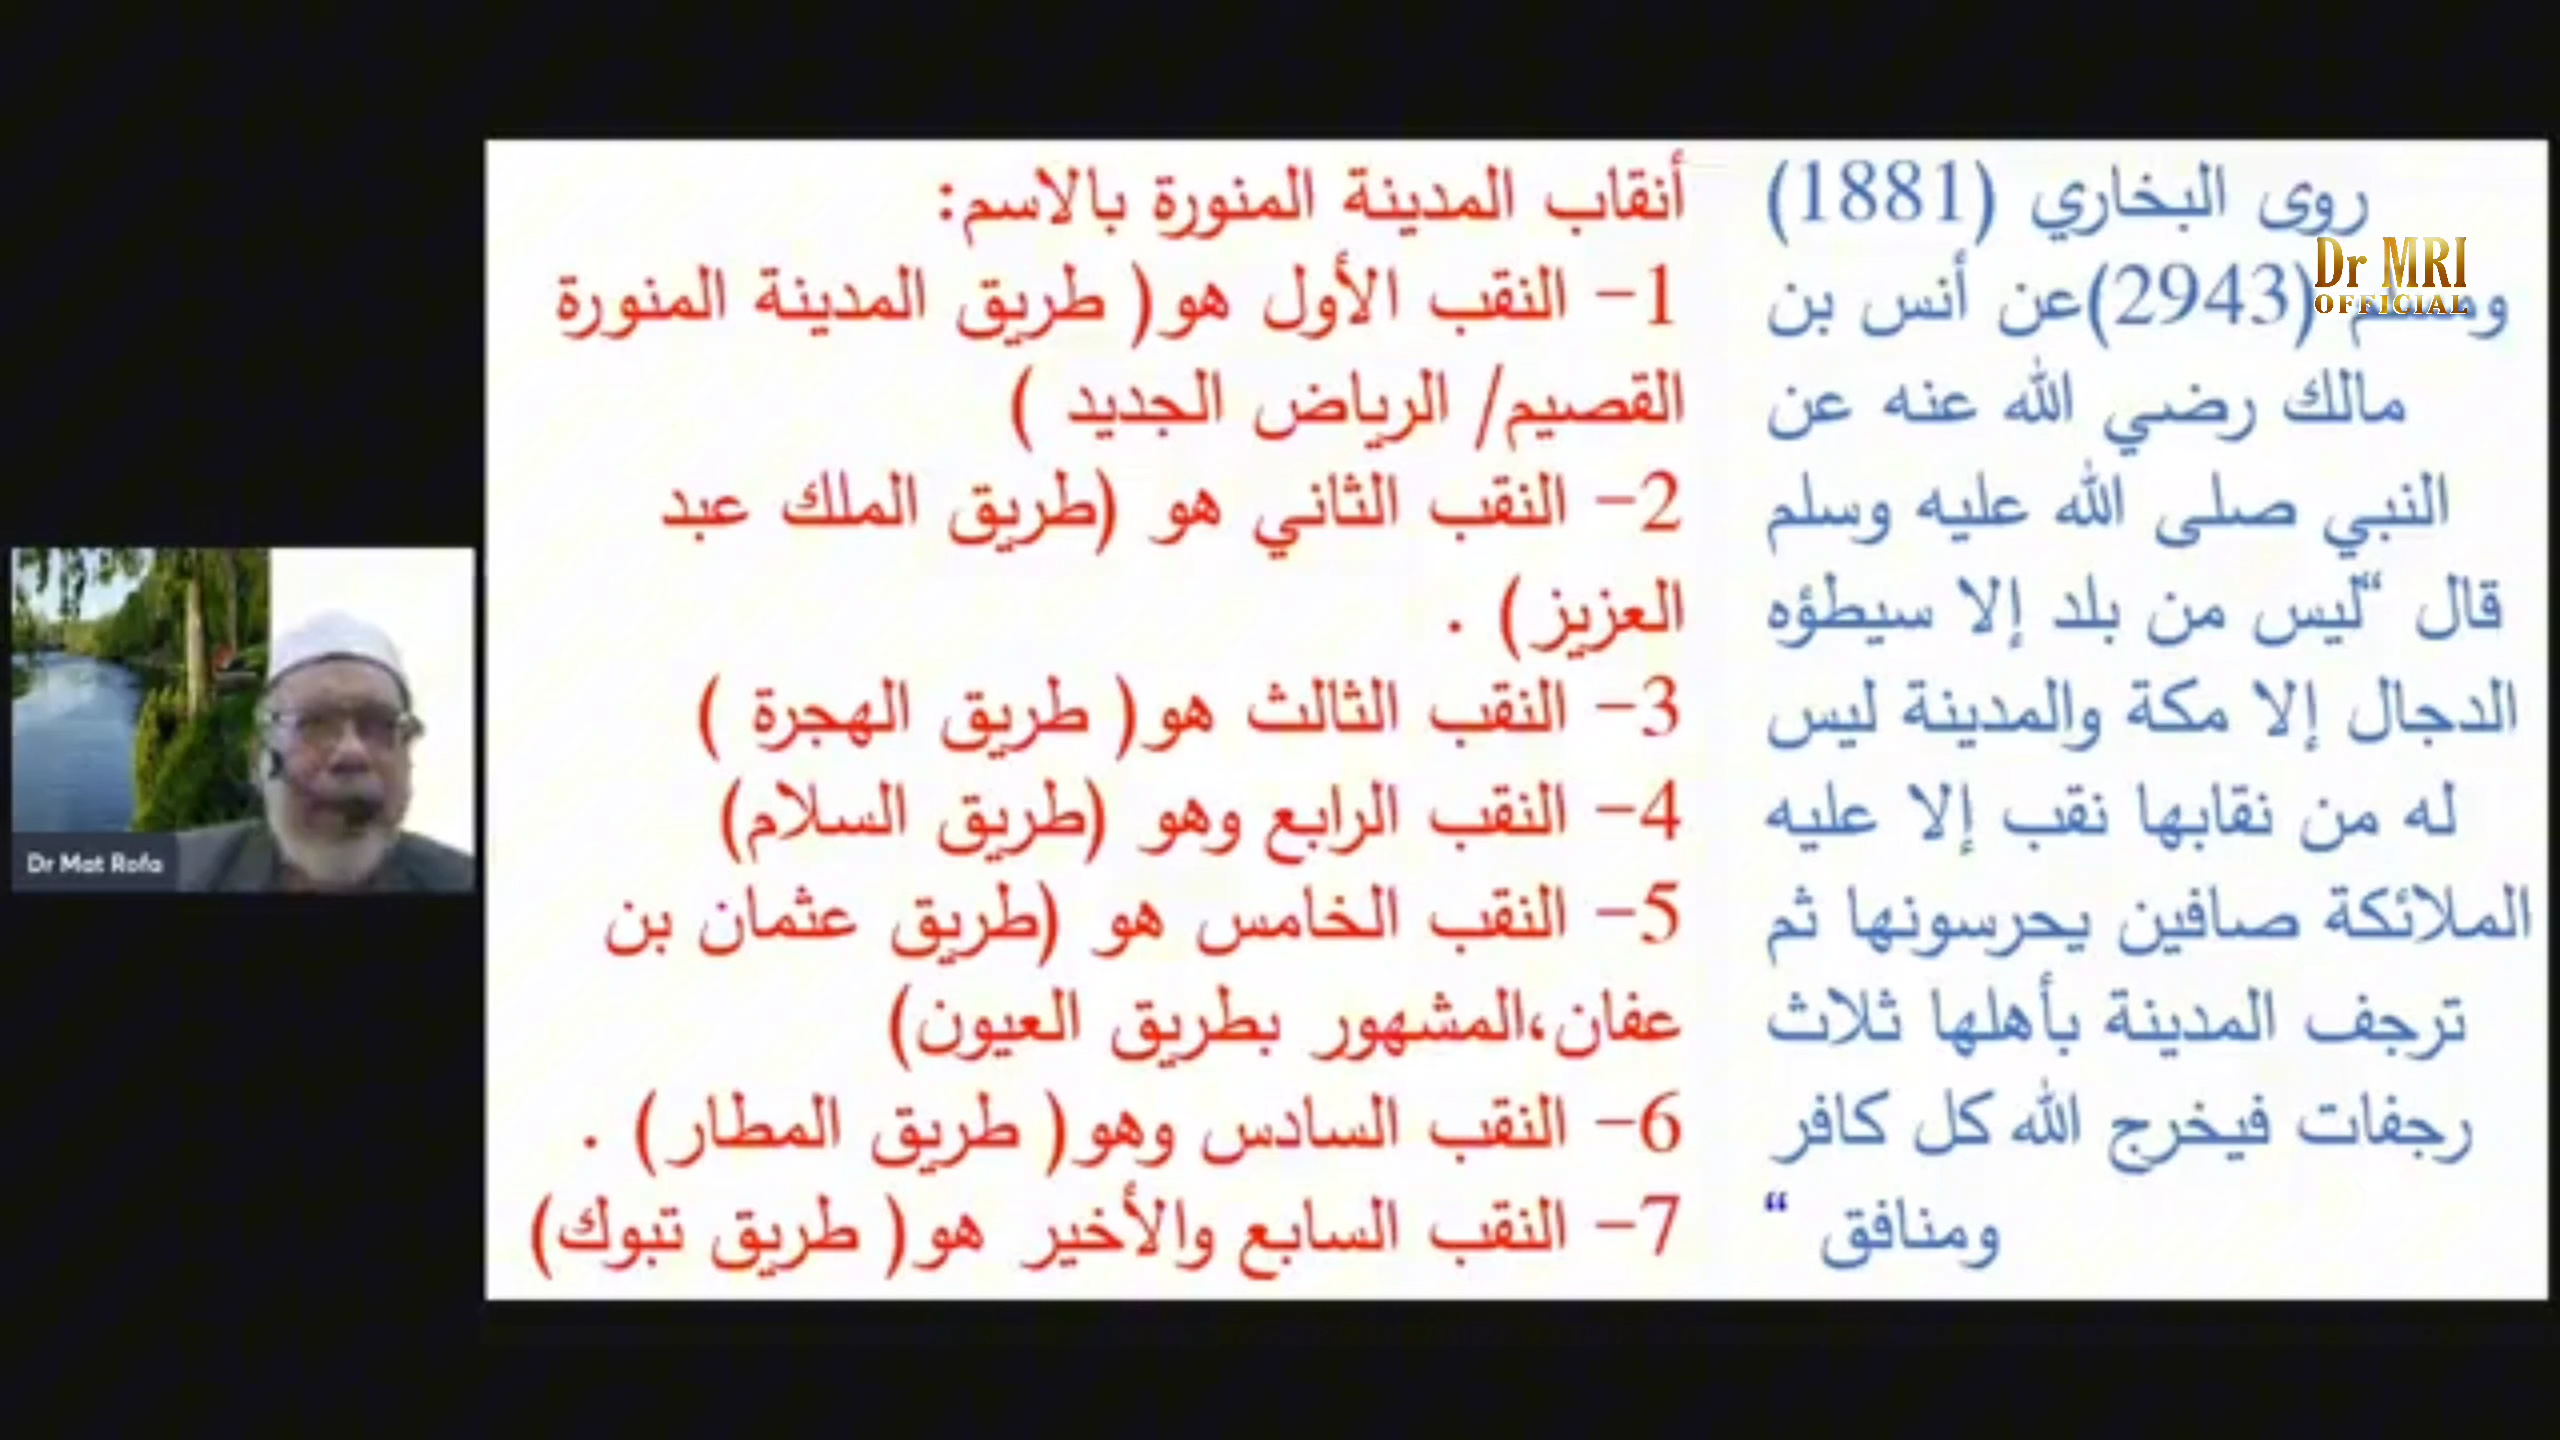 روى البخاري (1881)
(2943)عن أنس بن
مالك رضي الله عنه عن
النبي صلى الله عليه وسلم
قال “ليس من بلد إلا سيطؤه
الدجال إلا مكة والمدينة ليس
له من نقابها نقب إلا عليه
الملائكة صافين يحرسونها ثم
ترجف المدينة بأهلها ثلاث
رجفات فيخرج الله كل كافر
ومنافق “
أنقاب المدينة المنورة بالاسم:
1- النقب الأول هو( طريق المدينة المنورة
القصيم/ الرياض الجديد )
2- النقب الثاني هو (طريق الملك عبد
العزيز) .
3- النقب الثالث هو( طريق الهجرة )
4- النقب الرابع وهو (طريق السلام)
5- النقب الخامس هو (طريق عثمان بن
عفان،المشهور بطريق العيون)
6- النقب السادس وهو( طريق المطار) .
7- النقب السابع والأخير هو( طريق تبوك)
Dr MRI
OFFICIAL
Dr Mat Rofa